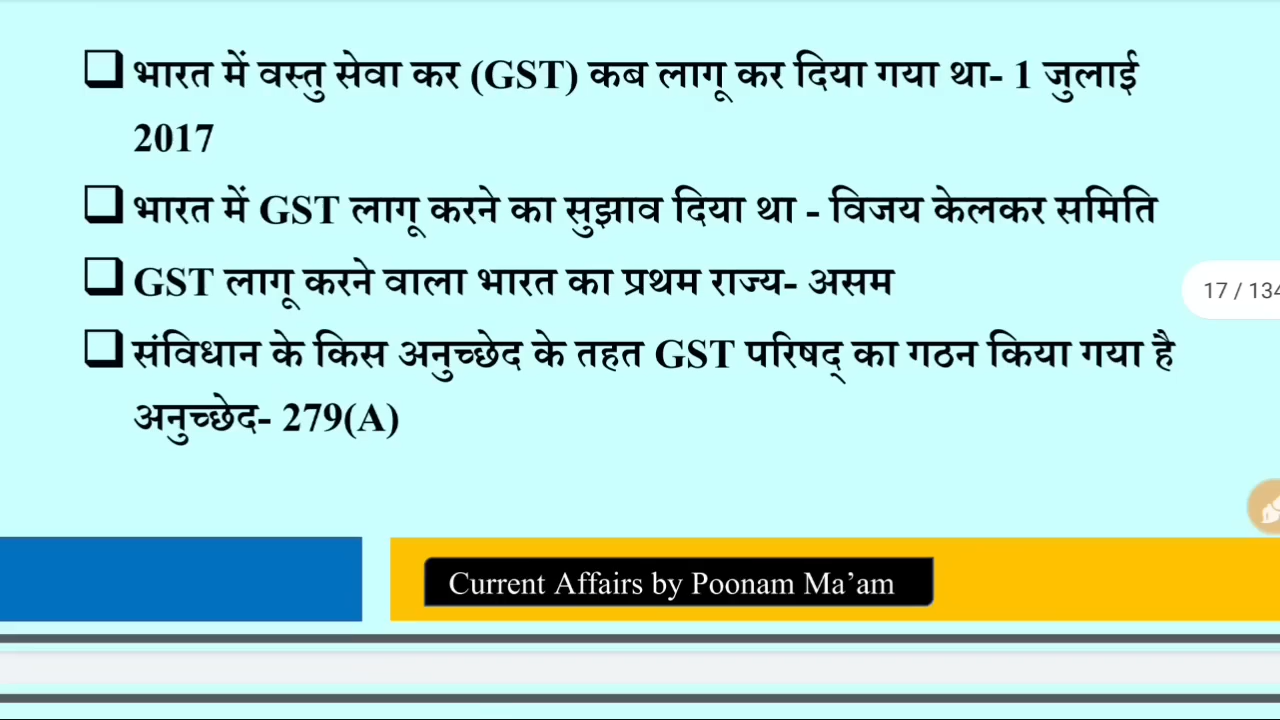 ❑ भारत में वस्तु सेवा कर (GST) कब लागू कर दिया गया था- 1 जुलाई
2017
❑ भारत में GST लागू करने का सुझाव दिया था - विजय केलकर समिति
❑ GST लागू करने वाला भारत का प्रथम राज्य- असम
17 / 134
❑ संविधान के किस अनुच्छेद के तहत GST परिषद् का गठन किया गया है
अनुच्छेद- 279(A)
Current Affairs by Poonam Ma’am